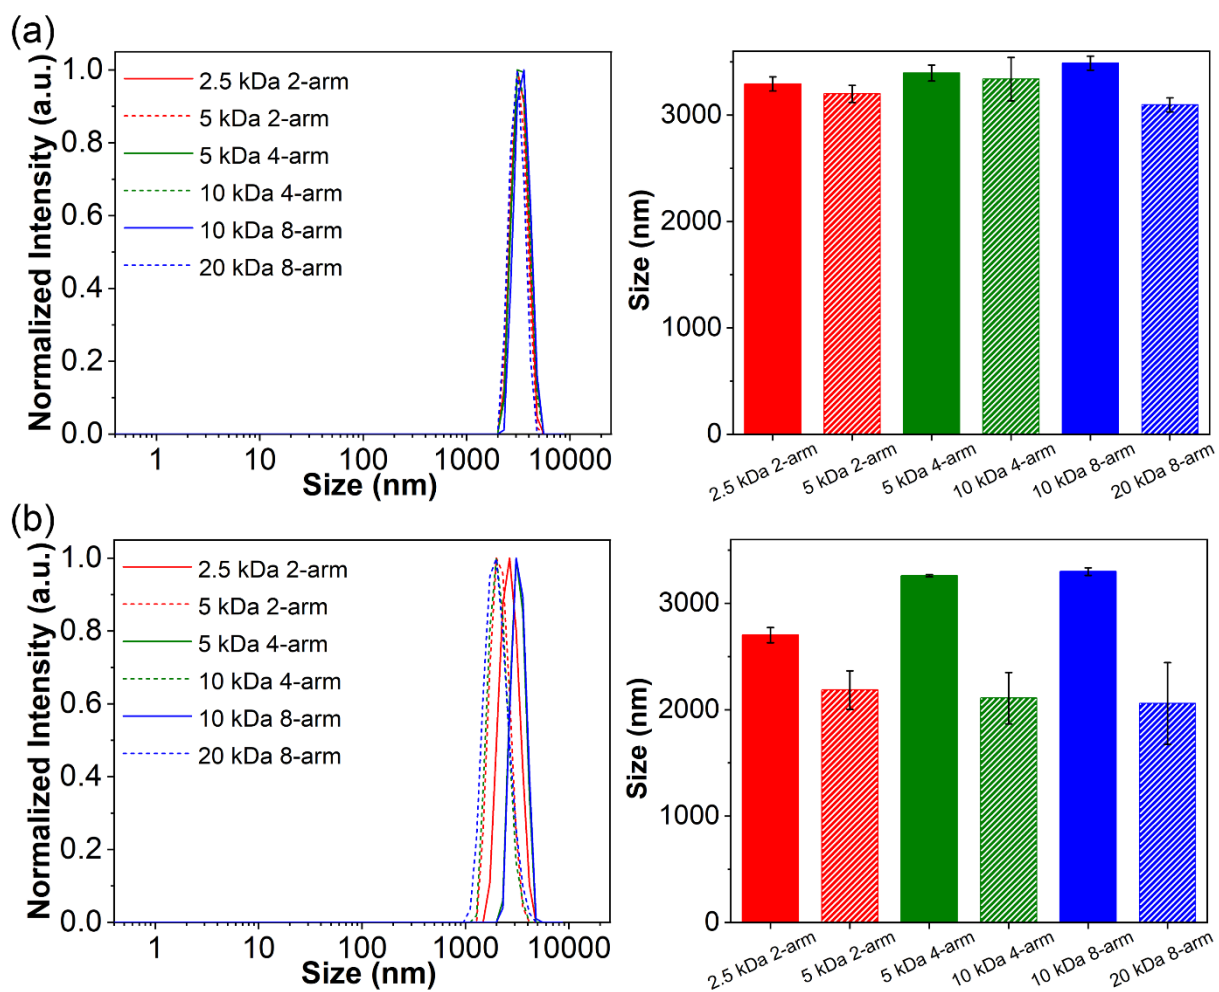 (a)
Normalized Intensity (a.u.)
1.0
0.8
0.6
0.4
0.2
0.0
2.5 kDa 2-arm
5 kDa 2-arm
5 kDa 4-arm
10 kDa 4-arm
10 kDa 8-arm
20 kDa 8-arm
1 10 100 1000 10000
Size (nm)
Size (nm)
3000
2000
1000
0
2.5 kDa 2-arm
5 kDa 2-arm
5 kDa 4-arm
10 kDa 4-arm
10 kDa 8-arm
20 kDa 8-arm
(b)
Normalized Intensity (a.u.)
1.0
0.8
0.6
0.4
0.2
0.0
2.5 kDa 2-arm
5 kDa 2-arm
5 kDa 4-arm
10 kDa 4-arm
10 kDa 8-arm
20 kDa 8-arm
1 10 100 1000 10000
Size (nm)
Size (nm)
3000
2000
1000
0
2.5 kDa 2-arm
5 kDa 2-arm
5 kDa 4-arm
10 kDa 4-arm
10 kDa 8-arm
20 kDa 8-arm